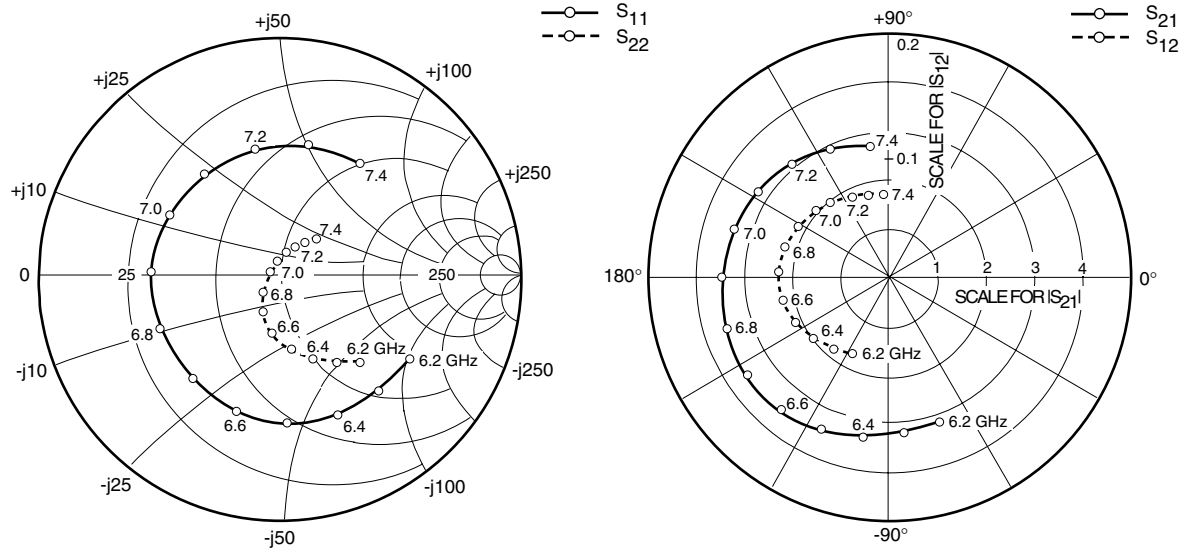 S11
S22
+j50
+j25
+j100
+j10
+j250
0
25
250
-j10
-j250
-j25
-j100
-j50
7.2
7.4
7.0
6.8
6.6
6.4
6.2 GHz
7.4
7.2
7.0
6.8
6.6
6.4
6.2 GHz
S21
S12
+90°
0.2
SCALE FOR |S12|
0.1
180°
0°
-90°
1 2 3 4
SCALE FOR |S21|
7.4
7.2
7.0
6.8
6.6
6.4
6.2 GHz
7.4
7.2
7.0
6.8
6.6
6.4
6.2 GHz